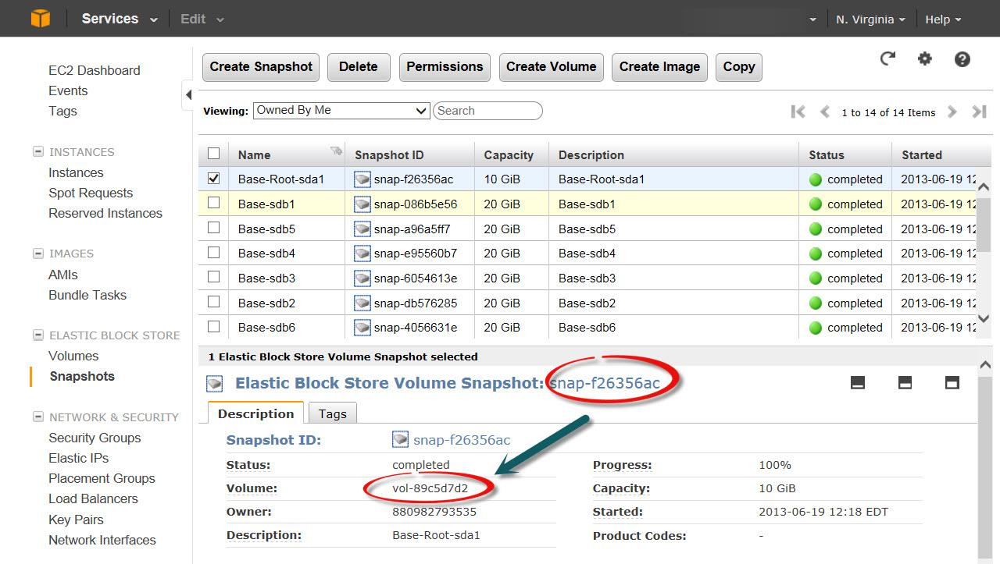 Services Edit N. Virginia Help
EC2 Dashboard
Events
Tags
INSTANCES
Instances
Spot Requests
Reserved Instances
IMAGES
AMIs
Bundle Tasks
ELASTIC BLOCK STORE
Volumes
Snapshots
NETWORK & SECURITY
Security Groups
Elastic IPs
Placement Groups
Load Balancers
Key Pairs
Network Interfaces
Create Snapshot Delete Permissions Create Volume Create Image Copy
Viewing: Owned By Me Search 1 to 14 of 14 Items
Name Snapshot ID Capacity Description Status Started
Base-Root-sda1 snap-f26356ac 10 GiB Base-Root-sda1 completed 2013-06-19 12
Base-sdb1 snap-086b5e56 20 GiB Base-sdb1 completed 2013-06-19 12
Base-sdb5 snap-a96a5ff7 20 GiB Base-sdb5 completed 2013-06-19 12
Base-sdb4 snap-e95560b7 20 GiB Base-sdb4 completed 2013-06-19 12
Base-sdb3 snap-6054613e 20 GiB Base-sdb3 completed 2013-06-19 12
Base-sdb2 snap-db576285 20 GiB Base-sdb2 completed 2013-06-19 12
Base-sdb6 snap-4056631e 20 GiB Base-sdb6 completed 2013-06-19 12
1 Elastic Block Store Volume Snapshot selected
Elastic Block Store Volume Snapshot: snap-f26356ac
Description Tags
Snapshot ID: snap-f26356ac
Status: completed Progress: 100%
Volume: vol-89c5d7d2 Capacity: 10 GiB
Owner: 880982793535 Started: 2013-06-19 12:18 EDT
Description: Base-Root-sda1 Product Codes: -